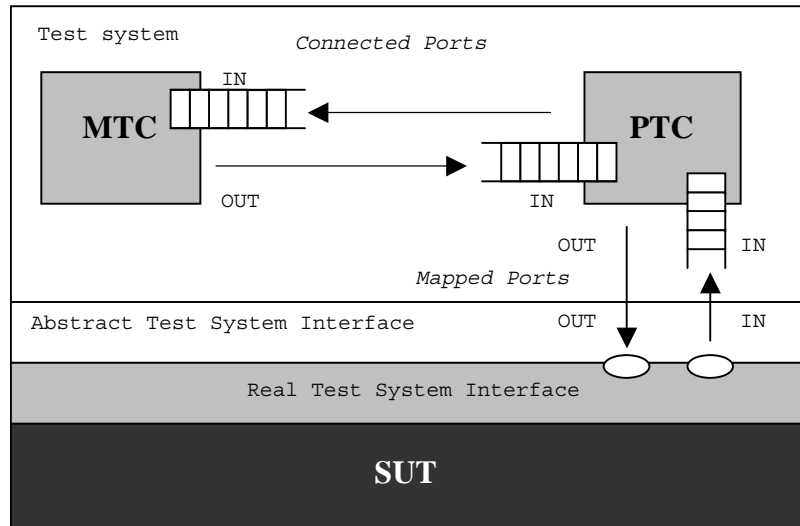 Test system
Connected Ports
IN
MTC
PTC
OUT
IN
OUT
IN
Mapped Ports
Abstract Test System Interface
OUT
IN
Real Test System Interface
SUT